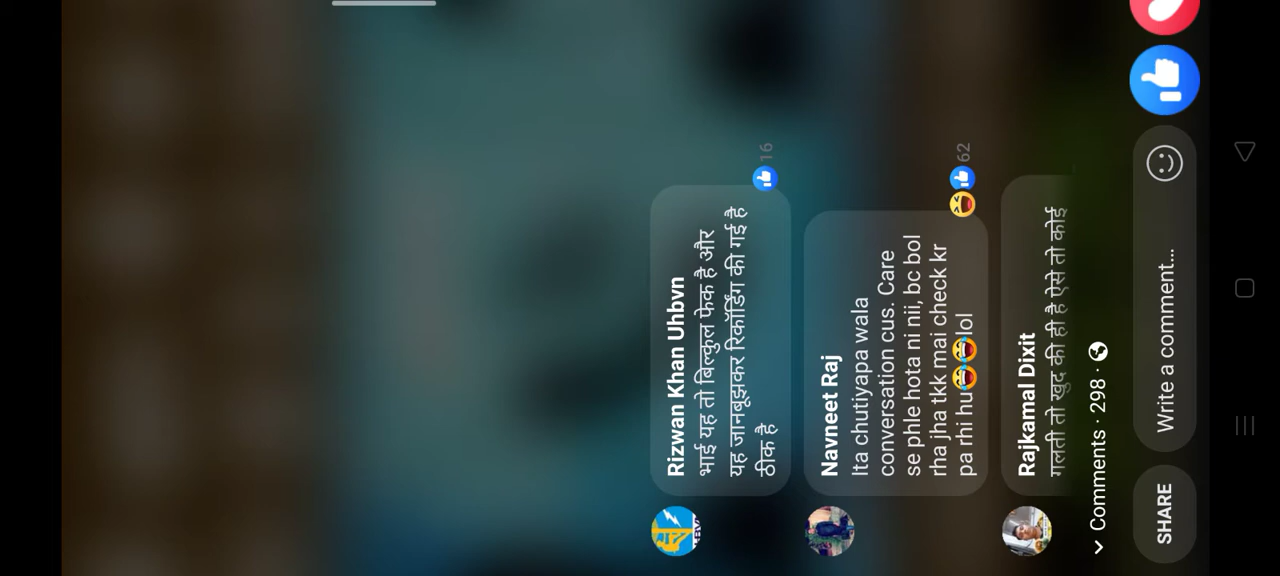 Rizwan Khan Uhbvn
भाई यह तो बिल्कुल फेक है और
यह जानबूझकर रिकॉर्डिंग की गई है
ठीक है
16
Navneet Raj
Ita chutiyapa wala
conversation cus. Care
se phle hota ni nii, bc bol
rha jha tkk mai check kr
pa rhi hu😂😂lol
62
Rajkamal Dixit
गलती तो खुद की ही है ऐसे तो कोई
Comments · 298 ·
SHARE
Write a comment...